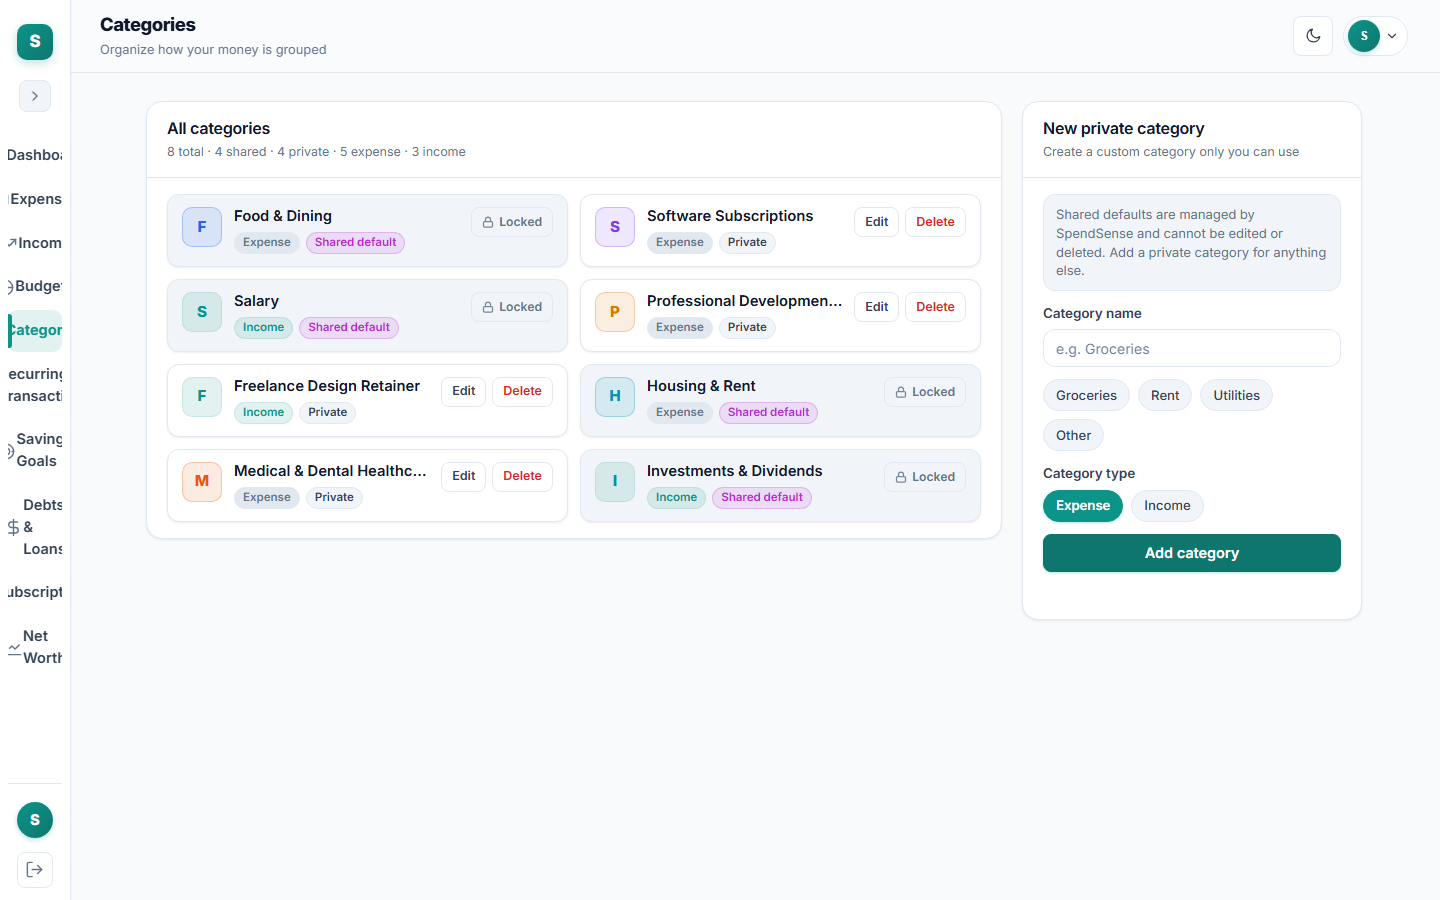 S
Categories
Organize how your money is grouped
S
Dashboa
Expens
Incom
Budget
Categor
ecurring
ransacti
Saving
Goals
Debts
&
Loans
ubscript
Net
Worth
S
All categories
8 total · 4 shared · 4 private · 5 expense · 3 income
F
Food & Dining
Expense
Shared default
Locked
S
Software Subscriptions
Expense
Private
Edit
Delete
S
Salary
Income
Shared default
Locked
P
Professional Developmen...
Expense
Private
Edit
Delete
F
Freelance Design Retainer
Income
Private
Edit
Delete
H
Housing & Rent
Expense
Shared default
Locked
M
Medical & Dental Healthc...
Expense
Private
Edit
Delete
I
Investments & Dividends
Income
Shared default
Locked
New private category
Create a custom category only you can use
Shared defaults are managed by
SpendSense and cannot be edited or
deleted. Add a private category for anything
else.
Category name
e.g. Groceries
Groceries
Rent
Utilities
Other
Category type
Expense
Income
Add category